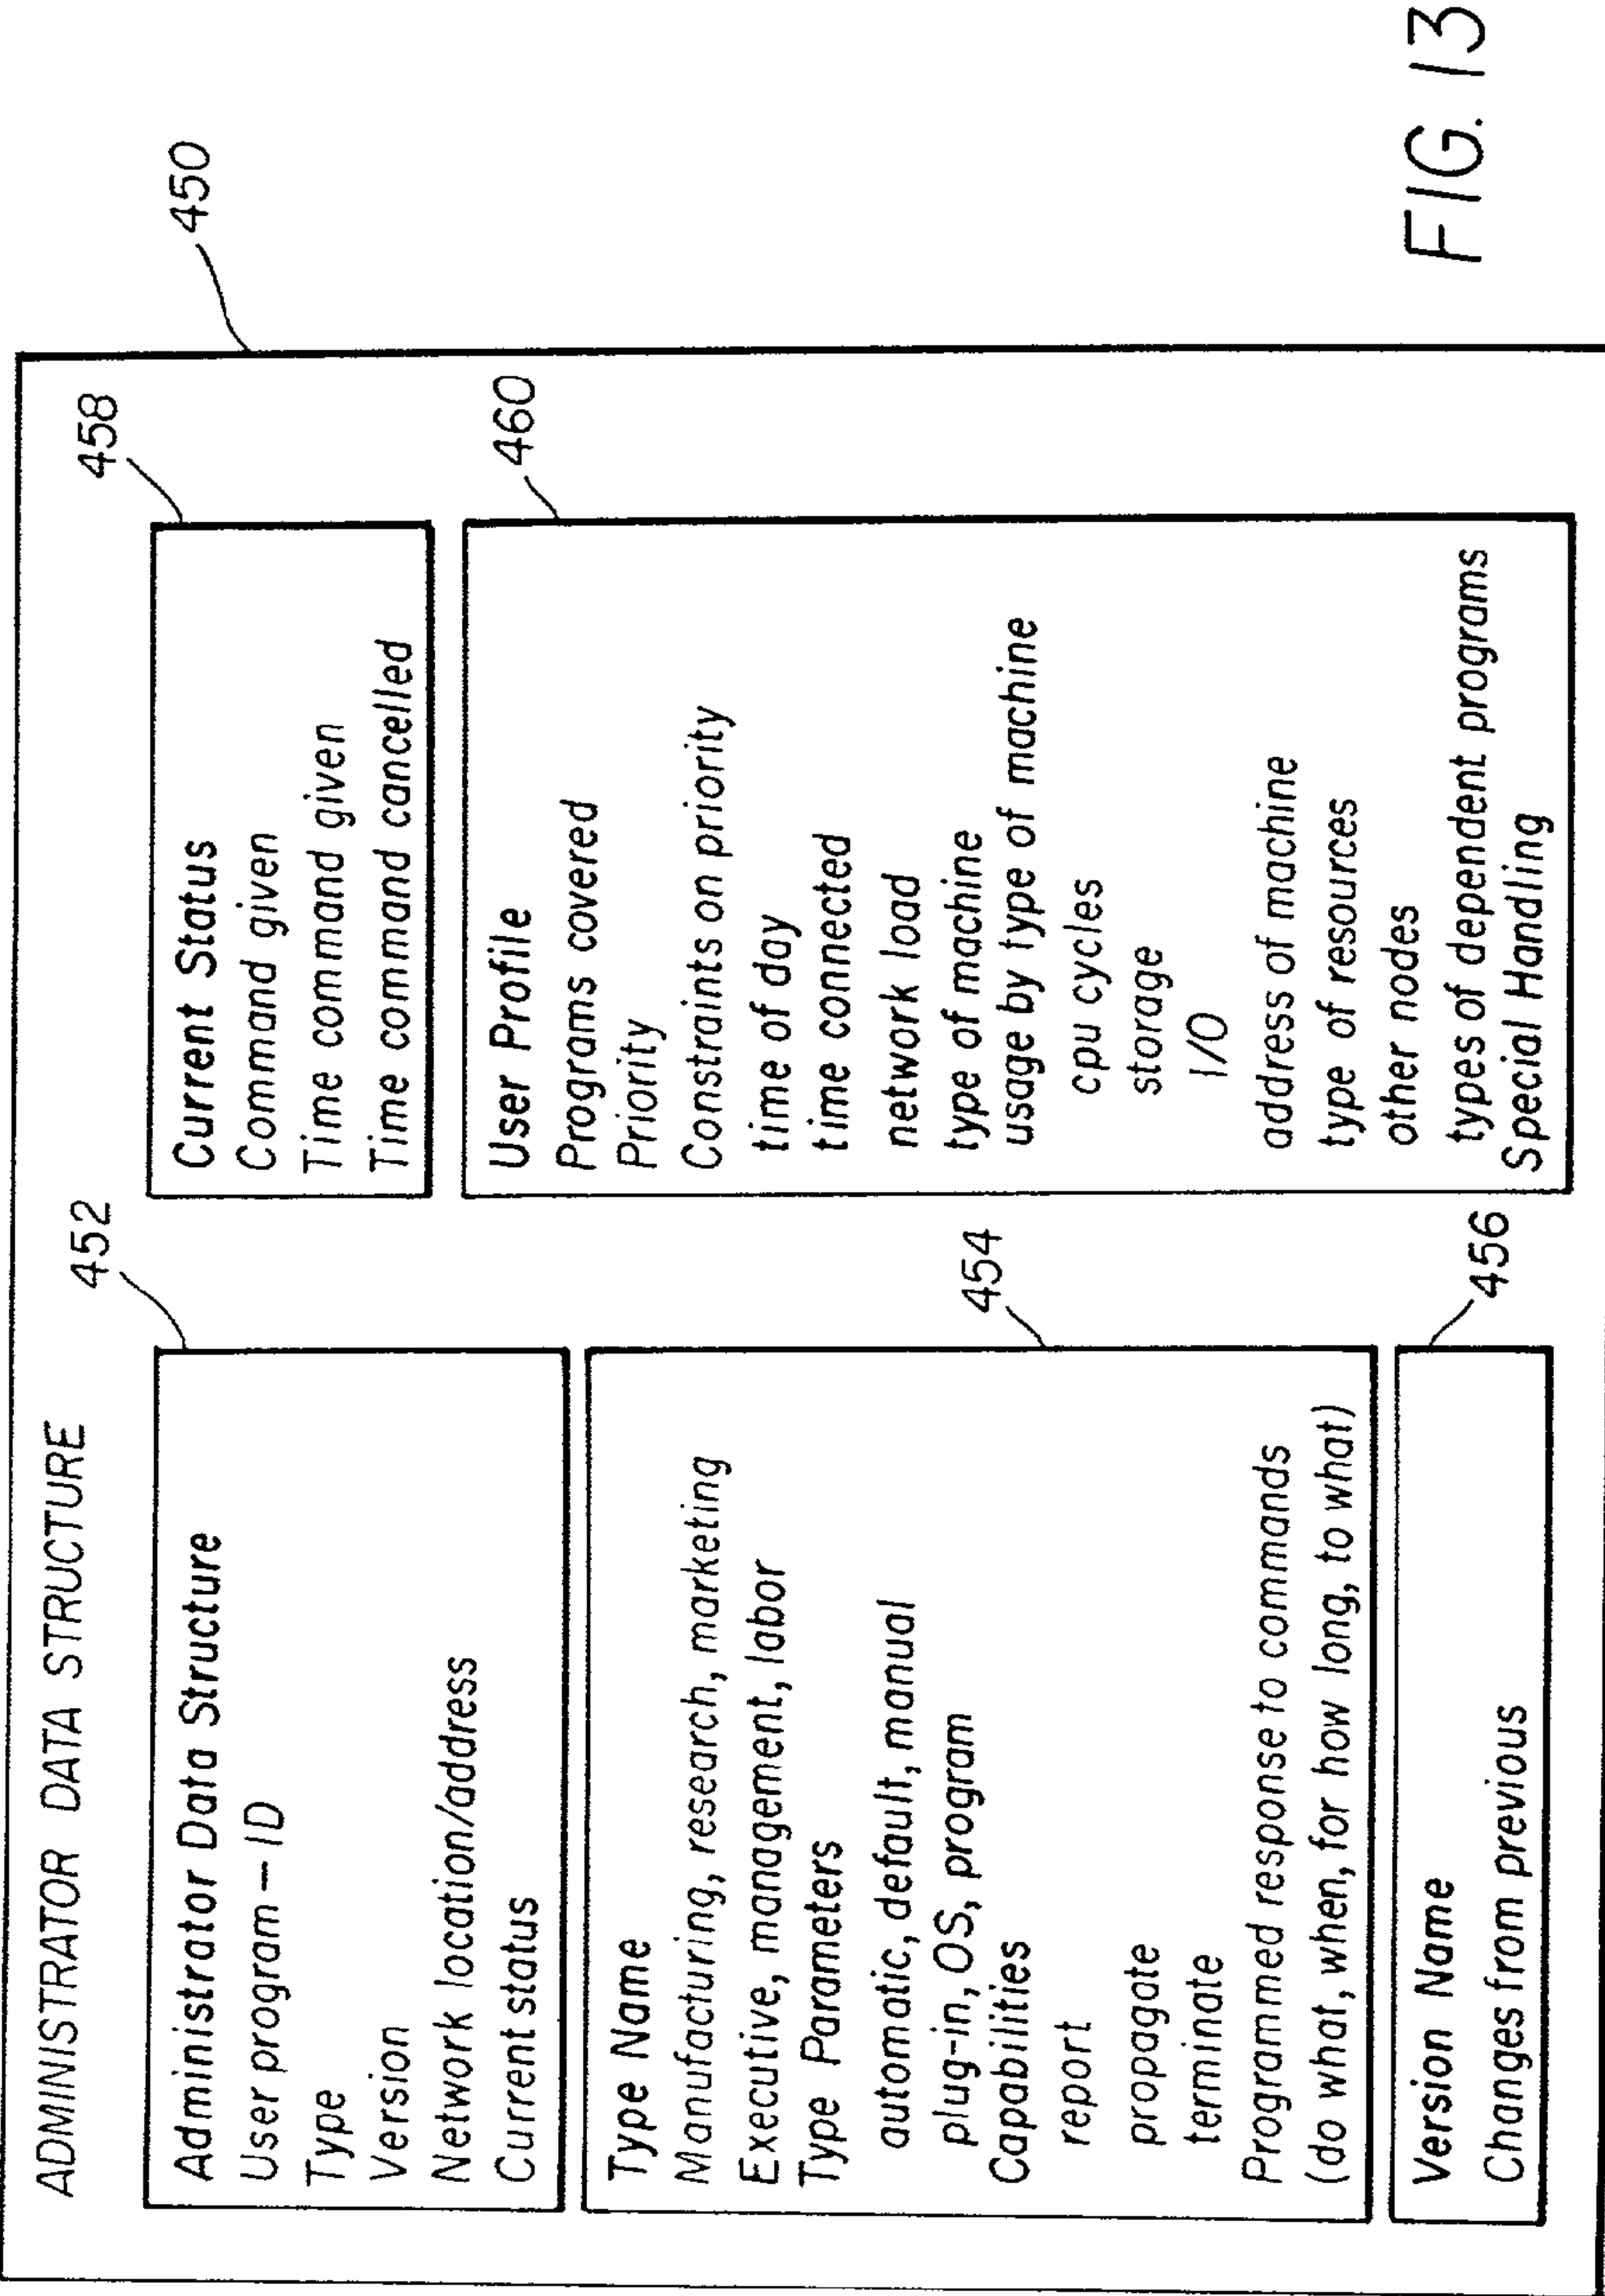 ADMINISTRATOR DATA STRUCTURE
450
452
Administrator Data Structure
User program – ID
Type
Version
Network location/address
Current status
454
Type Name
Manufacturing, research, marketing
Executive, management, labor
Type Parameters
automatic, default, manual
plug-in, OS, program
Capabilities
report
propagate
terminate
Programmed response to commands
(do what, when, for how long, to what)
456
Version Name
Changes from previous
458
Current Status
Command given
Time command given
Time command cancelled
460
User Profile
Programs covered
Priority
Constraints on priority
time of day
time connected
network load
type of machine
usage by type of machine
cpu cycles
storage
I/O
address of machine
type of resources
other nodes
types of dependent programs
Special Handling
FIG. 13